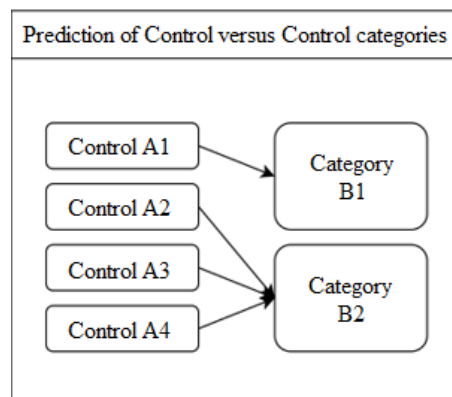 Prediction of Control versus Control categories
Control A1
Control A2
Control A3
Control A4
Category
B1
Category
B2